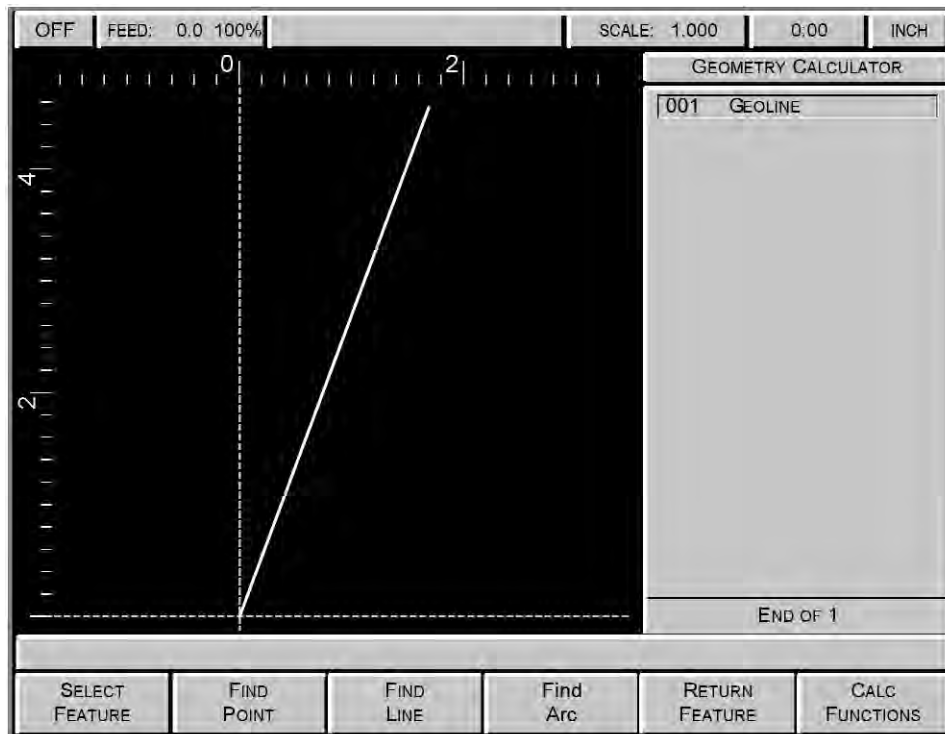 OFF FEED: 0.0 100% SCALE: 1.000 0:00 INCH
0 2 GEOMETRY CALCULATOR
001 GEOLINE
4
2
END OF 1
SELECT FEATURE
FIND POINT
FIND LINE
Find Arc
RETURN FEATURE
CALC FUNCTIONS